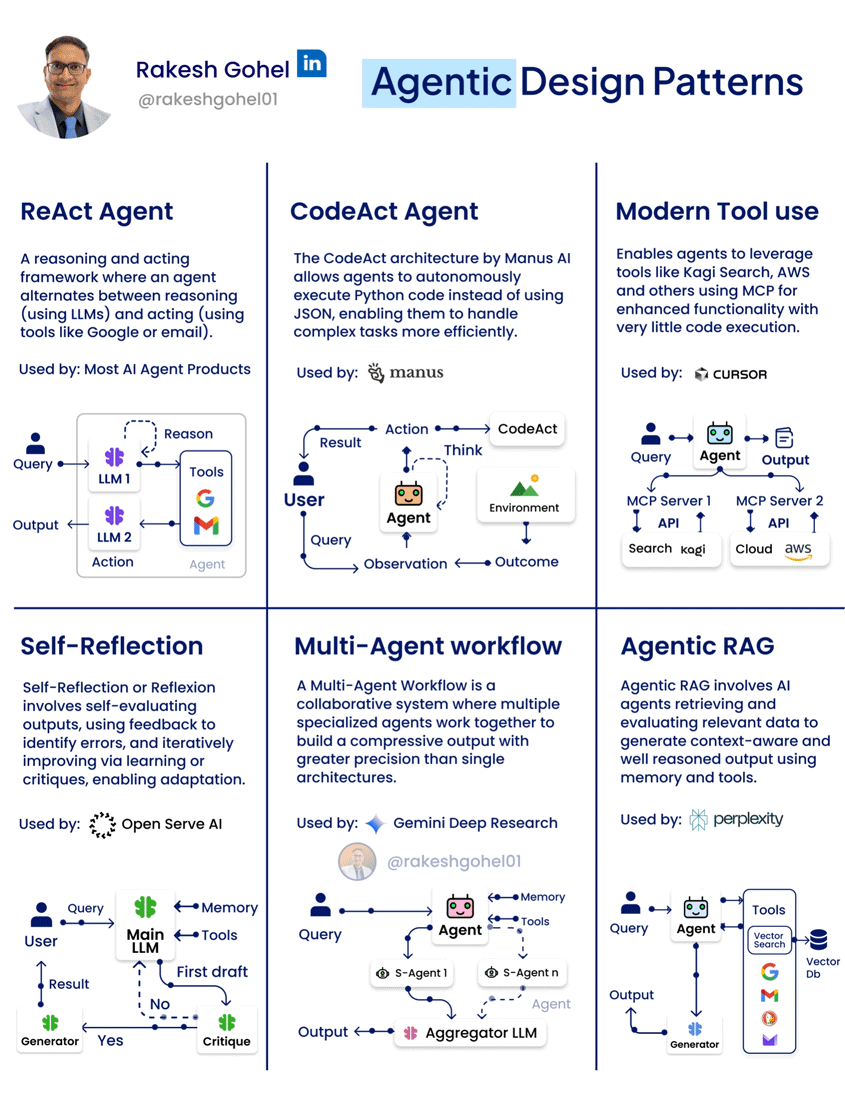 Rakesh Gohel in
@rakeshgohel01
Agentic Design Patterns
ReAct Agent
A reasoning and acting
framework where an agent
alternates between reasoning
(using LLMs) and acting (using
tools like Google or email).
Used by: Most AI Agent Products
Reason
Query
LLM 1
Tools
G
Output
LLM 2
Action
Agent
CodeAct Agent
The CodeAct architecture by Manus AI
allows agents to autonomously
execute Python code instead of using
JSON, enabling them to handle
complex tasks more efficiently.
Used by: manus
Action
CodeAct
Result
Think
User
Agent
Environment
Query
Observation
Outcome
Modern Tool use
Enables agents to leverage
tools like Kagi Search, AWS
and others using MCP for
enhanced functionality with
very little code execution.
Used by: CURSOR
Query
Agent
Output
MCP Server 1
MCP Server 2
API
API
Search kagi
Cloud aws
Self-Reflection
Self-Reflection or Reflexion
involves self-evaluating
outputs, using feedback to
identify errors, and iteratively
improving via learning or
critiques, enabling adaptation.
Used by: Open Serve AI
Query
Memory
User
Main
LLM
Tools
First draft
Result
No
Generator
Yes
Critique
Multi-Agent workflow
A Multi-Agent Workflow is a
collaborative system where multiple
specialized agents work together to
build a compressive output with
greater precision than single
architectures.
Used by: Gemini Deep Research
@rakeshgohel01
Memory
Query
Agent
Tools
S-Agent 1
S-Agent n
Agent
Output
Aggregator LLM
Agentic RAG
Agentic RAG involves AI
agents retrieving and
evaluating relevant data to
generate context-aware and
well reasoned output using
memory and tools.
Used by: perplexity
Query
Agent
Tools
Vector
Search
Vector
Db
G
Output
Generator